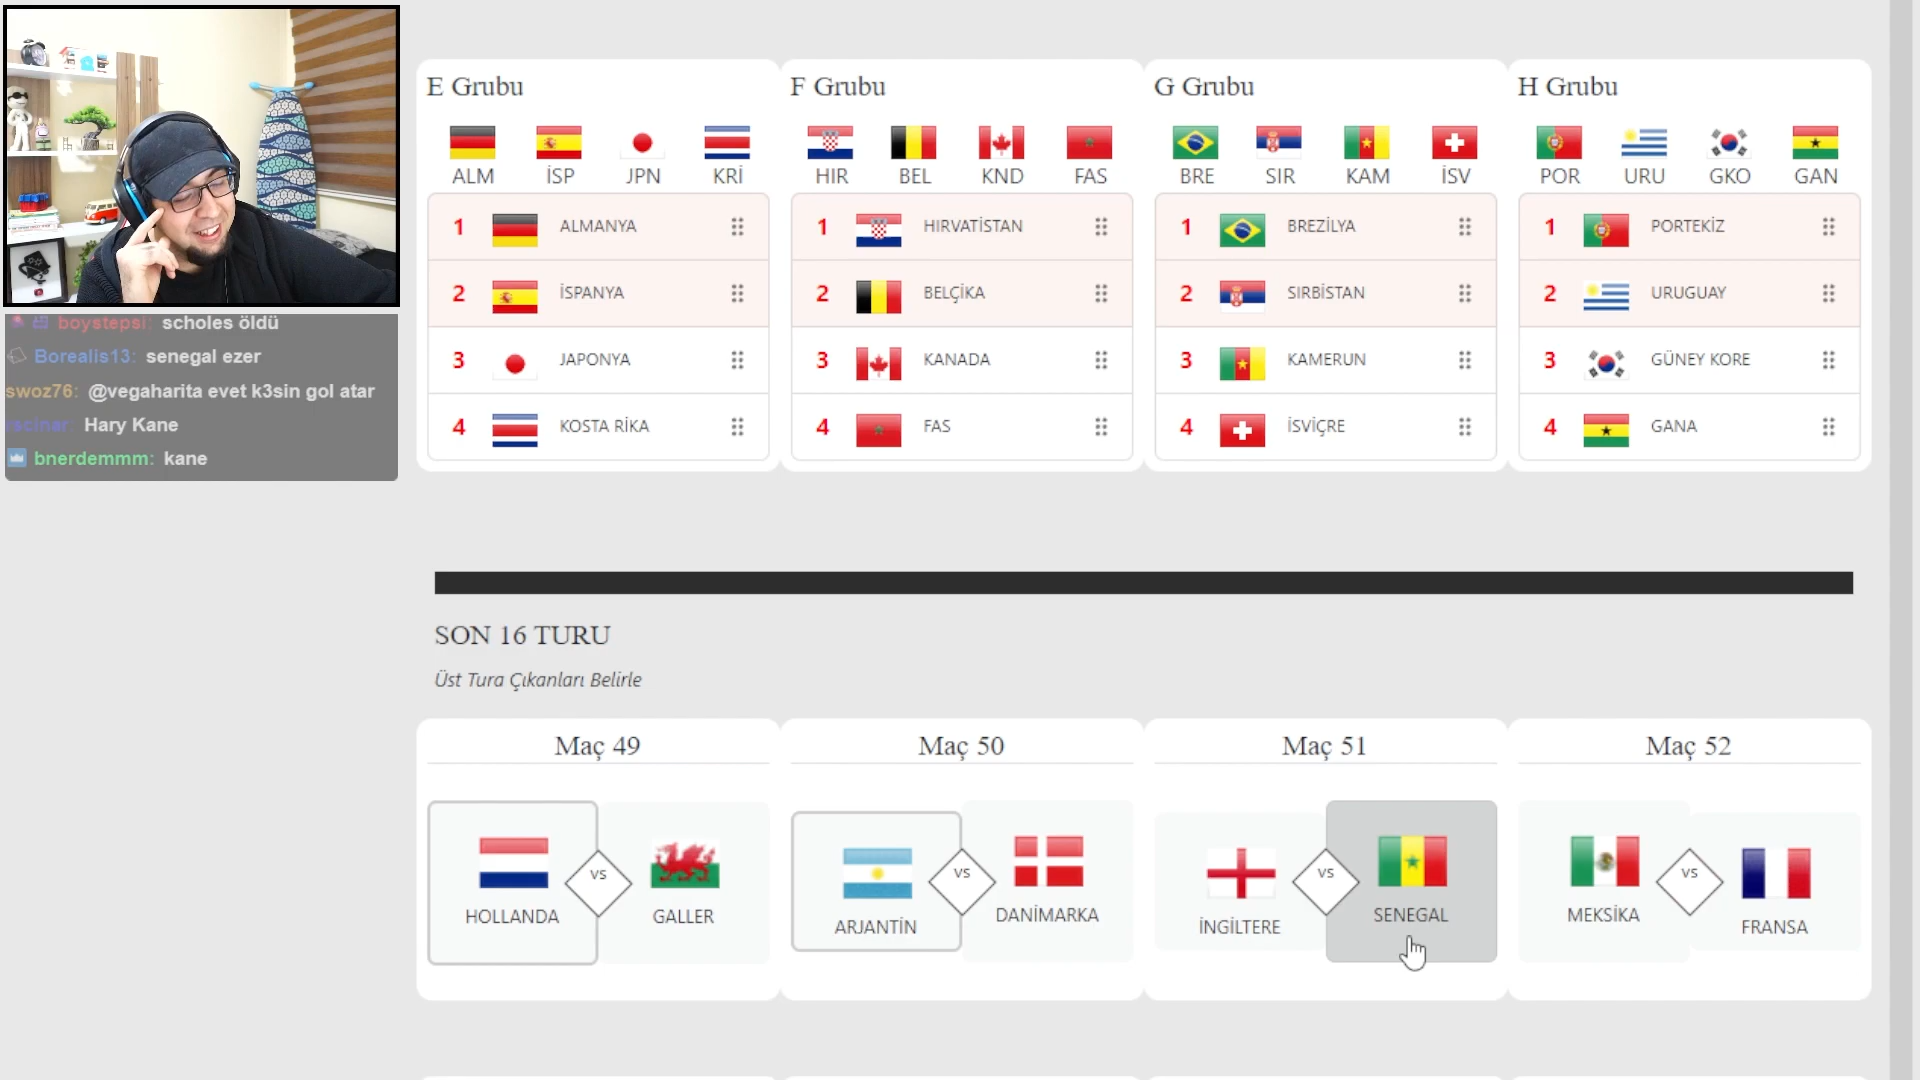 boystepsi: scholes öldü
Borealis13: senegal ezer
swoz76: @vegaharita evet k3sin gol atar
Hary Kane
bnerdemmm: kane
E Grubu
ALM İSP JPN KRİ
1 ALMANYA
2 İSPANYA
3 JAPONYA
4 KOSTA RİKA
F Grubu
HIR BEL KND FAS
1 HIRVATİSTAN
2 BELÇİKA
3 KANADA
4 FAS
G Grubu
BRE SIR KAM İSV
1 BREZİLYA
2 SIRBİSTAN
3 KAMERUN
4 İSVİÇRE
H Grubu
POR URU GKO GAN
1 PORTEKİZ
2 URUGUAY
3 GÜNEY KORE
4 GANA
SON 16 TURU
Üst Tura Çıkanları Belirle
Maç 49
HOLLANDA VS GALLER
Maç 50
ARJANTİN VS DANİMARKA
Maç 51
İNGİLTERE VS SENEGAL
Maç 52
MEKSİKA VS FRANSA